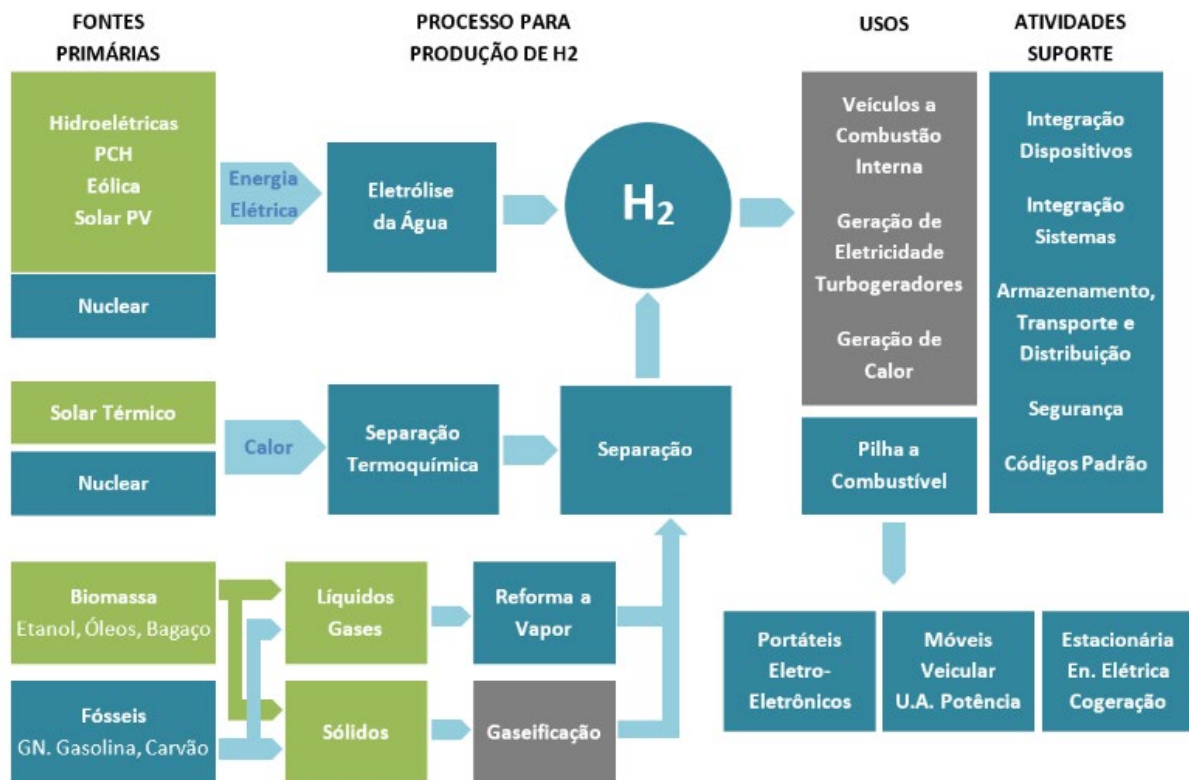 FONTES
PRIMÁRIAS
PROCESSO PARA
PRODUÇÃO DE H2
USOS
ATIVIDADES
SUPORTE
Hidroelétricas
PCH
Eólica
Solar PV
Nuclear
Energia
Elétrica
Eletrólise
da Água
H2
Veículos a
Combustão
Interna
Geração de
Eletricidade
Turbogeradores
Geração de
Calor
Pilha a
Combustível
Integração
Dispositivos
Integração
Sistemas
Armazenamento,
Transporte e
Distribuição
Segurança
Códigos Padrão
Solar Térmico
Nuclear
Calor
Separação
Termoquímica
Separação
Biomassa
Etanol, Óleos, Bagaço
Líquidos
Gases
Reforma a
Vapor
Fósseis
GN. Gasolina, Carvão
Sólidos
Gaseificação
Portáteis
Eletro-
Eletrônicos
Móveis
Veicular
U.A. Potência
Estacionária
En. Elétrica
Cogeração